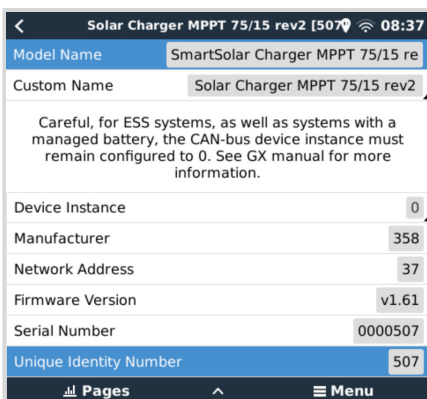 Solar Charger MPPT 75/15 rev2 [507 08:37
Model Name SmartSolar Charger MPPT 75/15 re
Custom Name Solar Charger MPPT 75/15 rev2
Careful, for ESS systems, as well as systems with a
managed battery, the CAN-bus device instance must
remain configured to 0. See GX manual for more
information.
Device Instance 0
Manufacturer 358
Network Address 37
Firmware Version v1.61
Serial Number 0000507
Unique Identity Number 507
Pages Menu